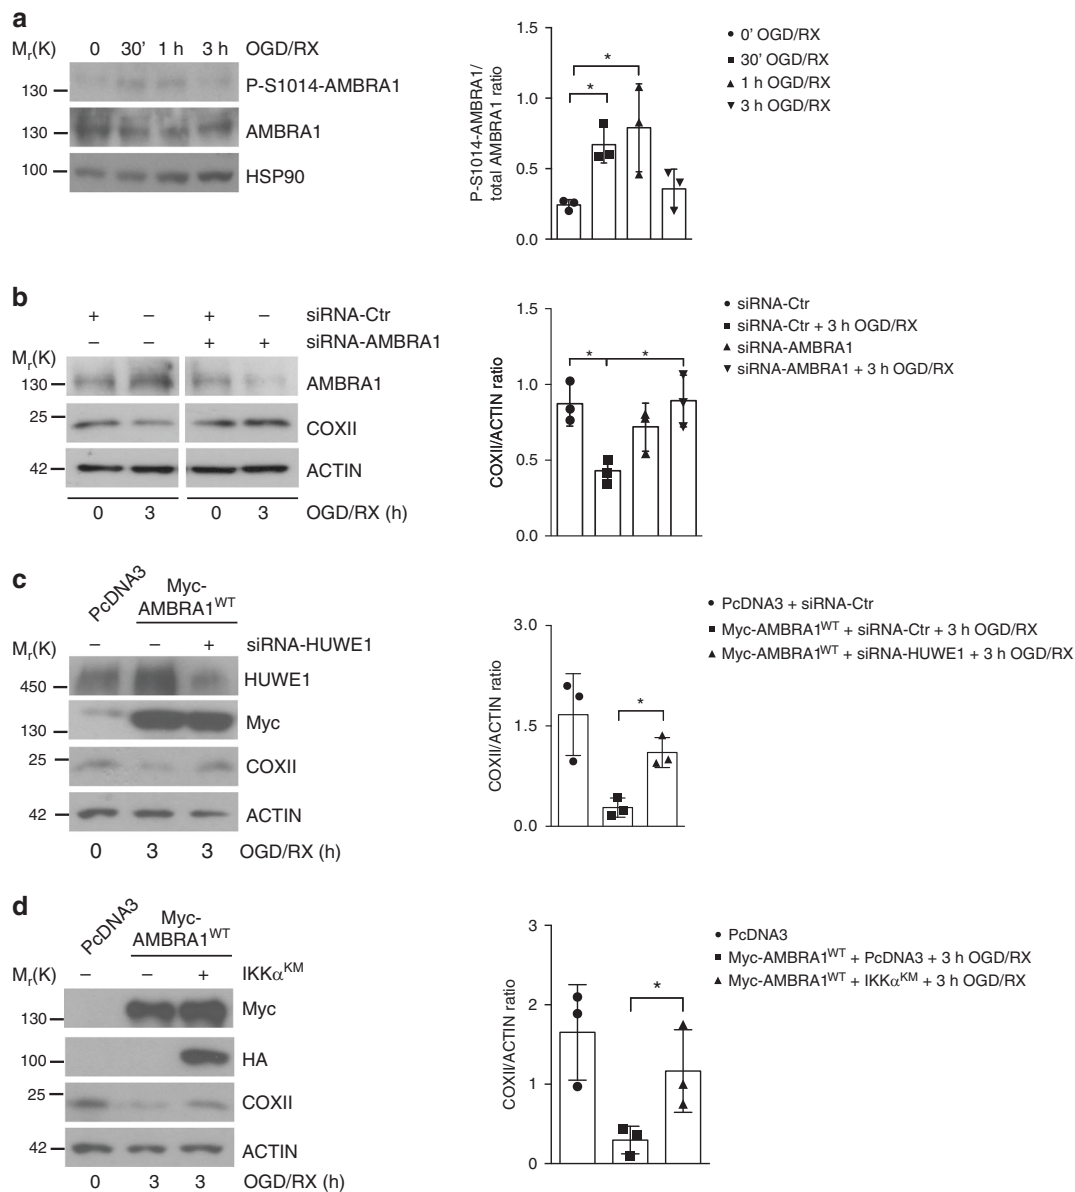 a
Mr(K) 0 30' 1 h 3 h OGD/RX
130 P-S1014-AMBRA1
130 AMBRA1
100 HSP90
P-S1014-AMBRA1/
total AMBRA1 ratio
1.5
1.0
0.5
0.0
* *
0' OGD/RX
30' OGD/RX
1 h OGD/RX
3 h OGD/RX
b
+ – + – siRNA-Ctr
– – + + siRNA-AMBRA1
Mr(K)
130 AMBRA1
25 COXII
42 ACTIN
0 3 0 3 OGD/RX (h)
COXII/ACTIN ratio
1.5
1.0
0.5
0.0
* *
siRNA-Ctr
siRNA-Ctr + 3 h OGD/RX
siRNA-AMBRA1
siRNA-AMBRA1 + 3 h OGD/RX
c
PcDNA3
Myc-
AMBRA1WT
Mr(K) – – + siRNA-HUWE1
450 HUWE1
130 Myc
25 COXII
42 ACTIN
0 3 3 OGD/RX (h)
COXII/ACTIN ratio
3.0
1.5
0.0
*
PcDNA3 + siRNA-Ctr
Myc-AMBRA1WT + siRNA-Ctr + 3 h OGD/RX
Myc-AMBRA1WT + siRNA-HUWE1 + 3 h OGD/RX
d
PcDNA3
Myc-
AMBRA1WT
Mr(K) – – + IKKαKM
130 Myc
100 HA
25 COXII
42 ACTIN
0 3 3 OGD/RX (h)
COXII/ACTIN ratio
3
2
1
0
*
PcDNA3
Myc-AMBRA1WT + PcDNA3 + 3 h OGD/RX
Myc-AMBRA1WT + IKKαKM + 3 h OGD/RX